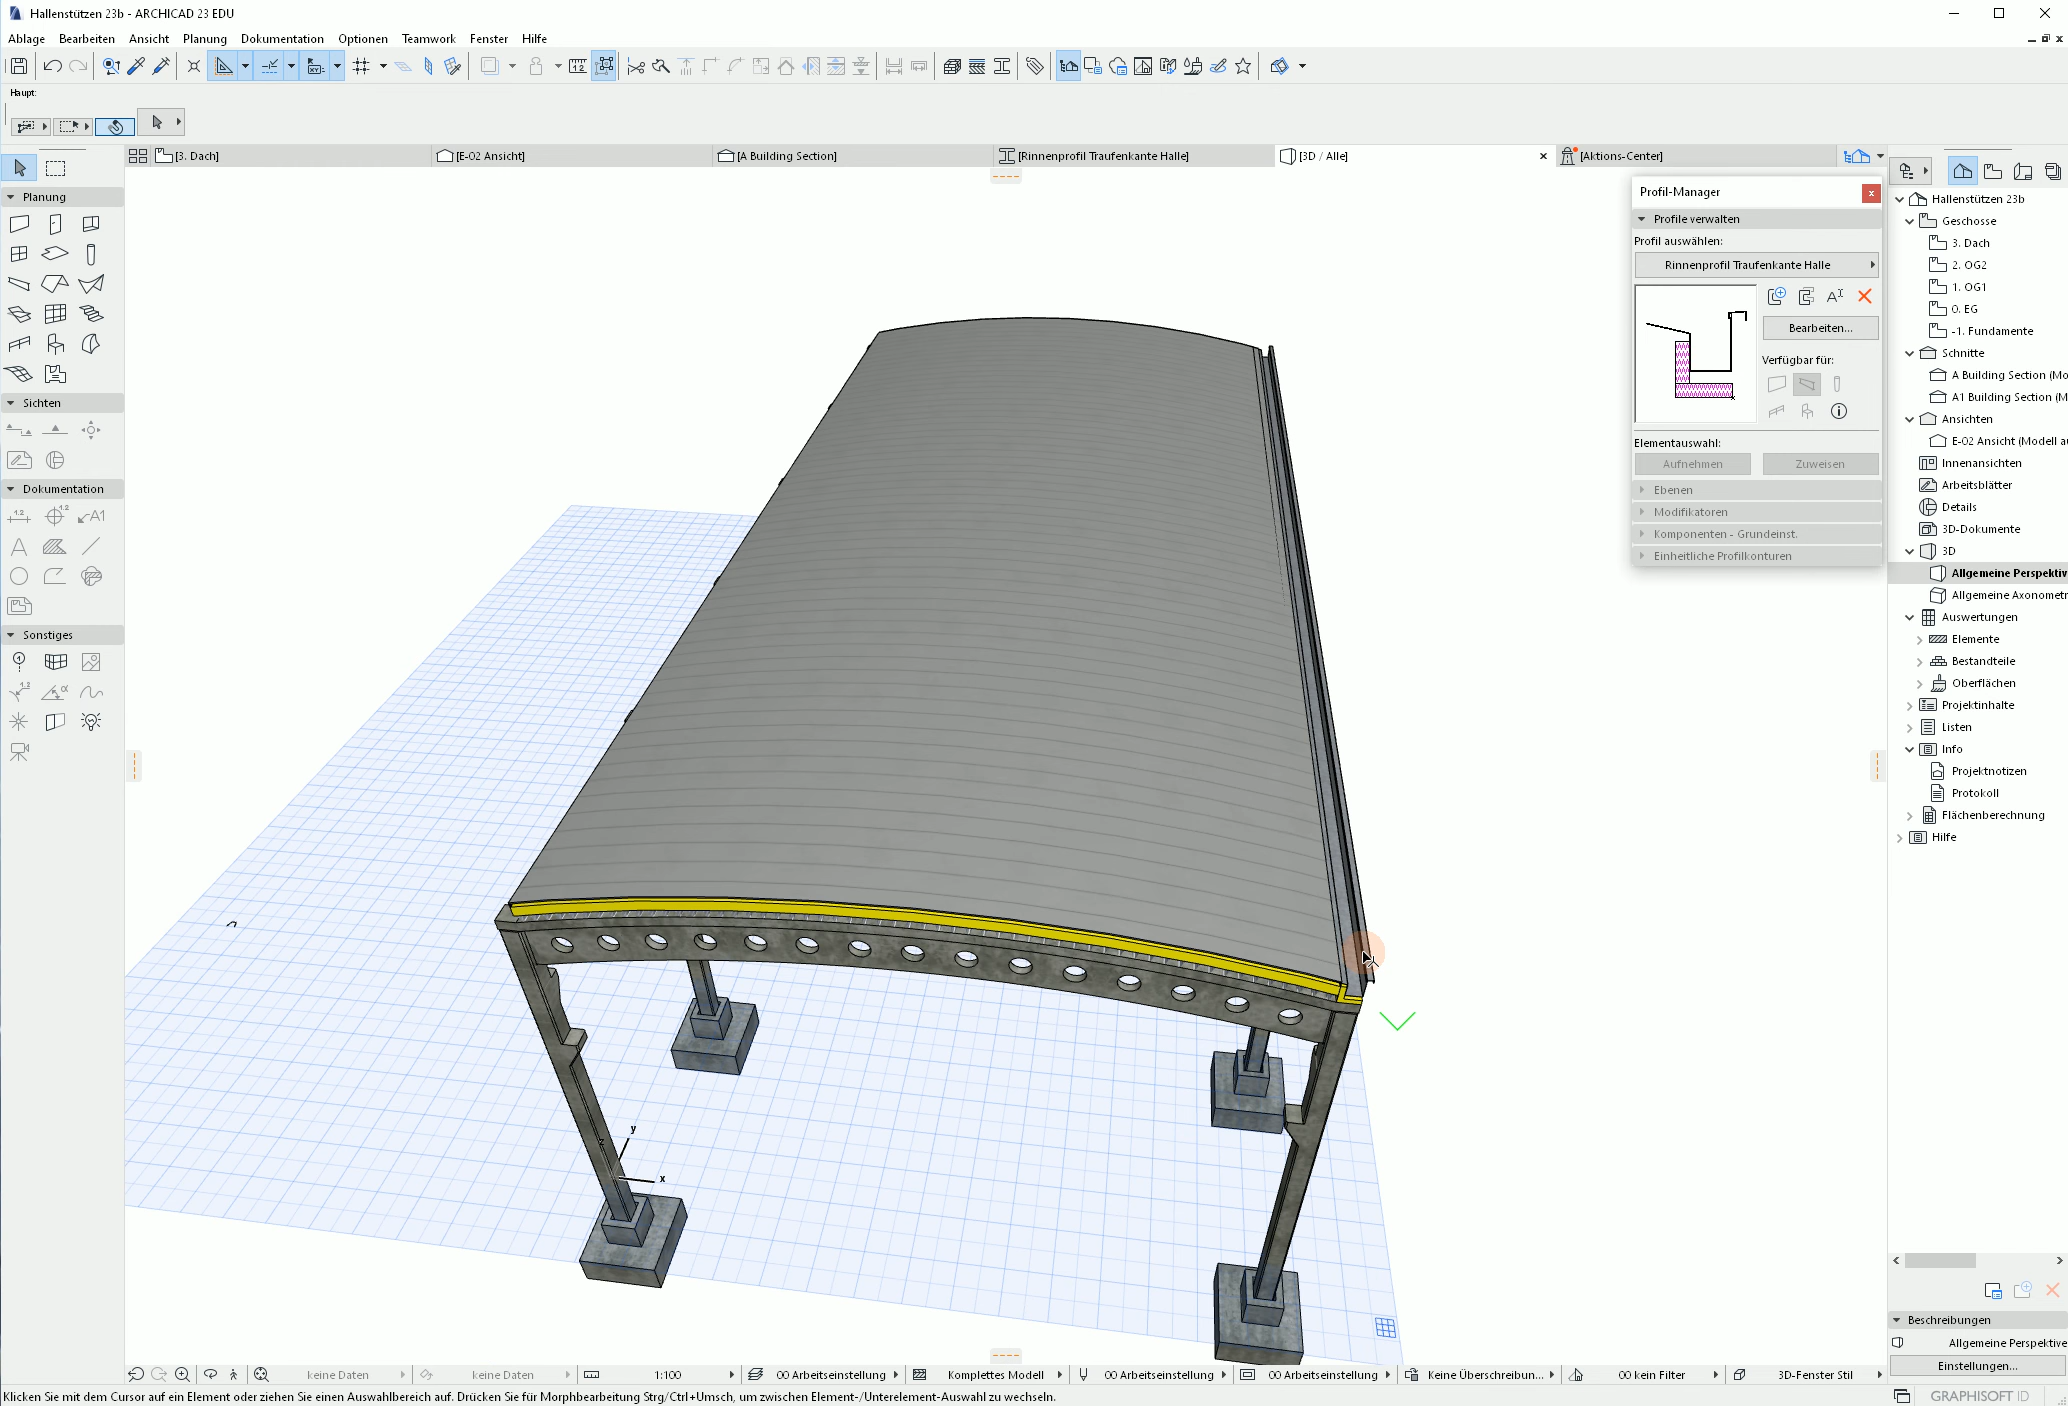 Hallenstützen 23b - ARCHICAD 23 EDU
Ablage Bearbeiten Ansicht Planung Dokumentation Optionen Teamwork Fenster Hilfe
Haupt:
[3. Dach] [E-02 Ansicht] [A Building Section] [Rinnenprofil Traufenkante Halle] [3D / Alle] [Aktions-Center]
Planung
Sichten
Dokumentation
Sonstiges
Profil-Manager
Profile verwalten
Profil auswählen:
Rinnenprofil Traufenkante Halle
Bearbeiten...
Verfügbar für:
Elementauswahl:
Aufnehmen Zuweisen
Ebenen
Modifikatoren
Komponenten - Grundeinst.
Einheitliche Profilkonturen
Hallenstützen 23b
Geschosse
3. Dach
2. OG2
1. OG1
0. EG
-1. Fundamente
Schnitte
A Building Section (Mo
A1 Building Section (M
Ansichten
E-02 Ansicht (Modell au
Innenansichten
Arbeitsblätter
Details
3D-Dokumente
3D
Allgemeine Perspektiv
Allgemeine Axonometr
Auswertungen
Elemente
Bestandteile
Oberflächen
Projektinhalte
Listen
Info
Projektnotizen
Protokoll
Flächenberechnung
Hilfe
y
z
x
Beschreibungen
Allgemeine Perspektive
Einstellungen...
keine Daten keine Daten 1:100 00 Arbeitseinstellung Komplettes Modell 00 Arbeitseinstellung 00 Arbeitseinstellung Keine Überschreibun... 00 kein Filter 3D-Fenster Stil
Klicken Sie mit dem Cursor auf ein Element oder ziehen Sie einen Auswahlbereich auf. Drücken Sie für Morphbearbeitung Strg/Ctrl+Umsch, um zwischen Element-/Unterelement-Auswahl zu wechseln.
GRAPHISOFT ID